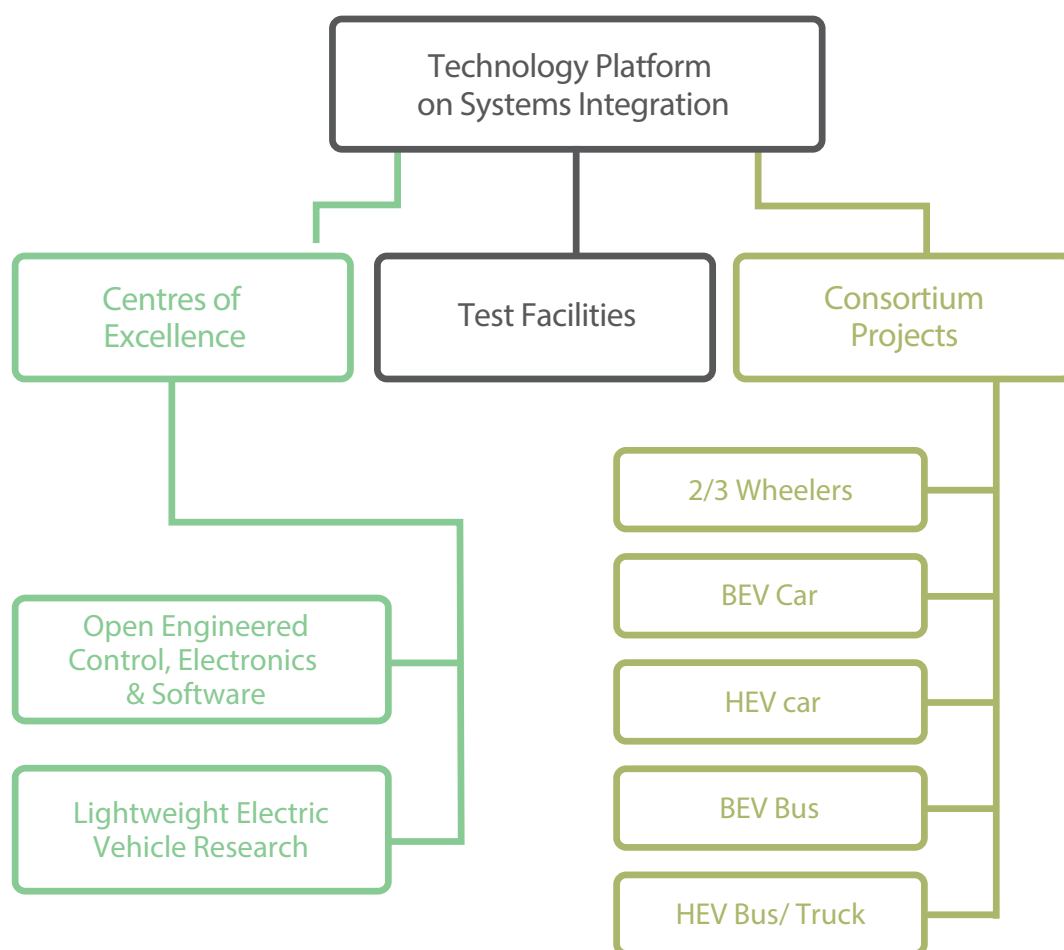 Technology Platform
on Systems Integration
Centres of
Excellence
Test Facilities
Consortium
Projects
2/3 Wheelers
BEV Car
HEV car
BEV Bus
HEV Bus/ Truck
Open Engineered
Control, Electronics
& Software
Lightweight Electric
Vehicle Research